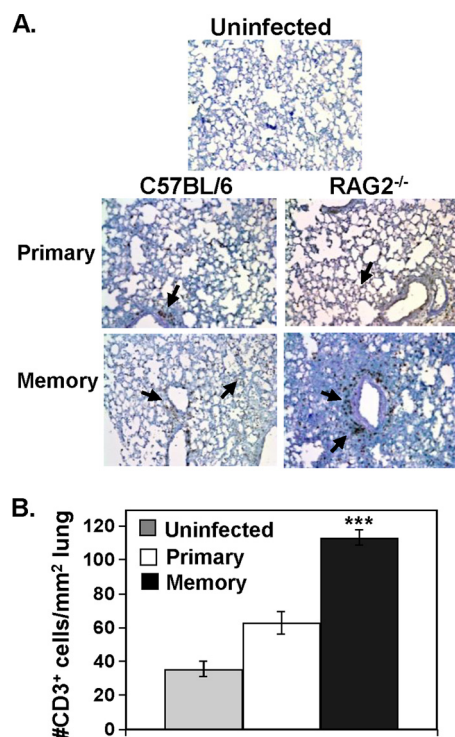 A.
Uninfected
C57BL/6 RAG2-/-
Primary
Memory
B.
#CD3+ cells/mm2 lung
120
100
80
60
40
20
0
Uninfected
Primary
Memory
***